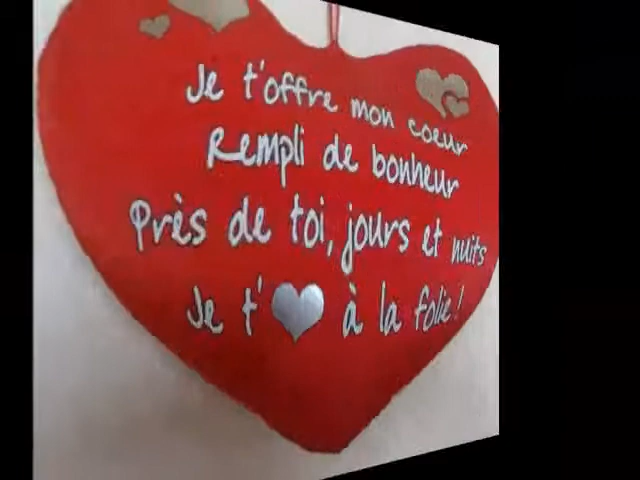 Je t'offre mon coeur
Rempli de bonheur
Près de toi, jours et nuits
Je t'♥ à la folie !